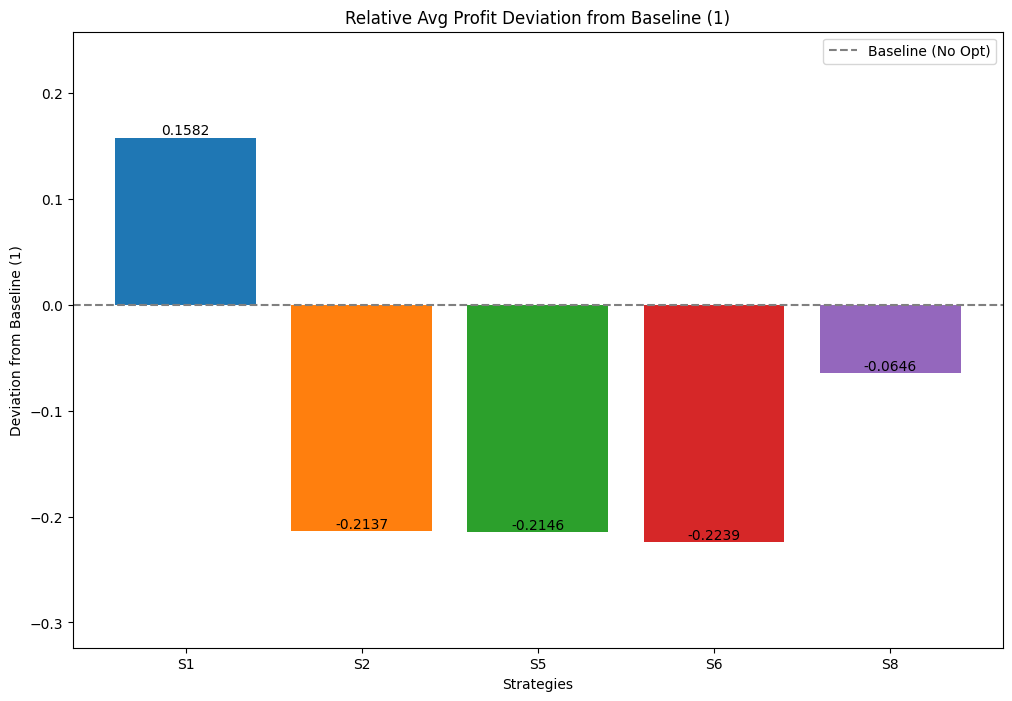 Relative Avg Profit Deviation from Baseline (1)
Baseline (No Opt)
Deviation from Baseline (1)
0.2
0.1
0.0
−0.1
−0.2
−0.3
0.1582
-0.2137
-0.2146
-0.2239
-0.0646
S1
S2
S5
S6
S8
Strategies